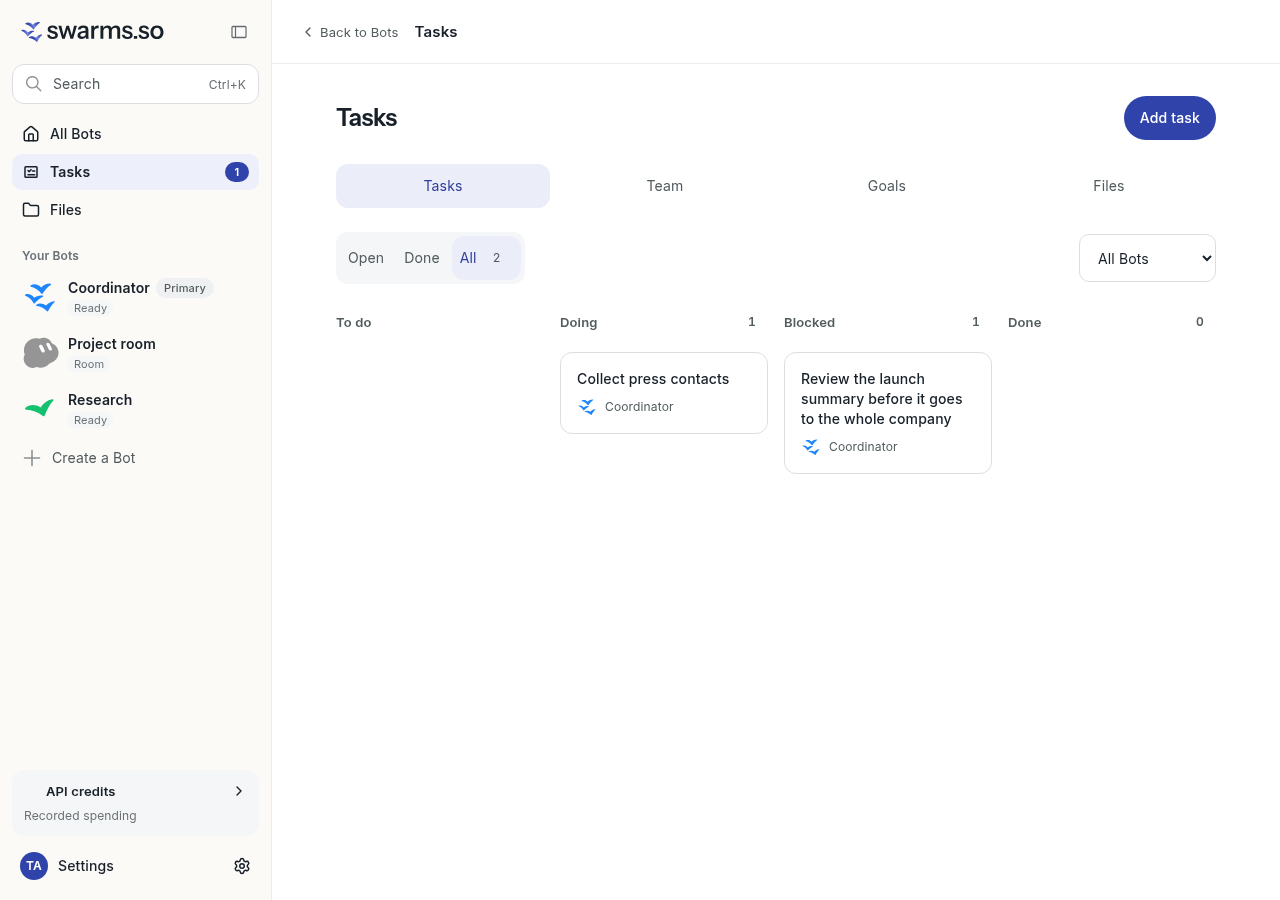 swarms.so
Search Ctrl+K
All Bots
Tasks 1
Files
Your Bots
Coordinator Primary
Ready
Project room
Room
Research
Ready
Create a Bot
API credits
Recorded spending
TA Settings
Back to Bots Tasks
Tasks
Add task
Tasks Team Goals Files
Open Done All 2
All Bots
To do
Doing 1
Collect press contacts
Coordinator
Blocked 1
Review the launch
summary before it goes
to the whole company
Coordinator
Done 0